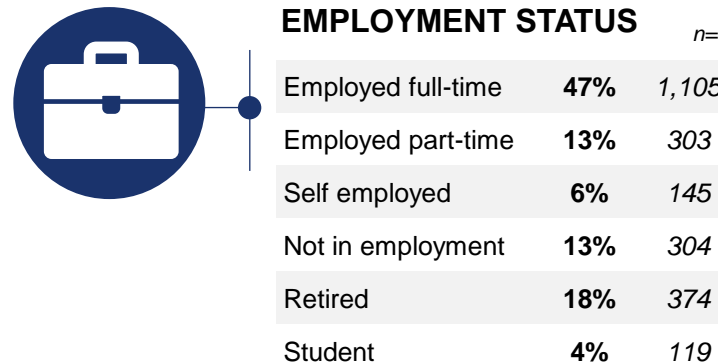 EMPLOYMENT STATUS n=
Employed full-time 47% 1,105
Employed part-time 13% 303
Self employed 6% 145
Not in employment 13% 304
Retired 18% 374
Student 4% 119